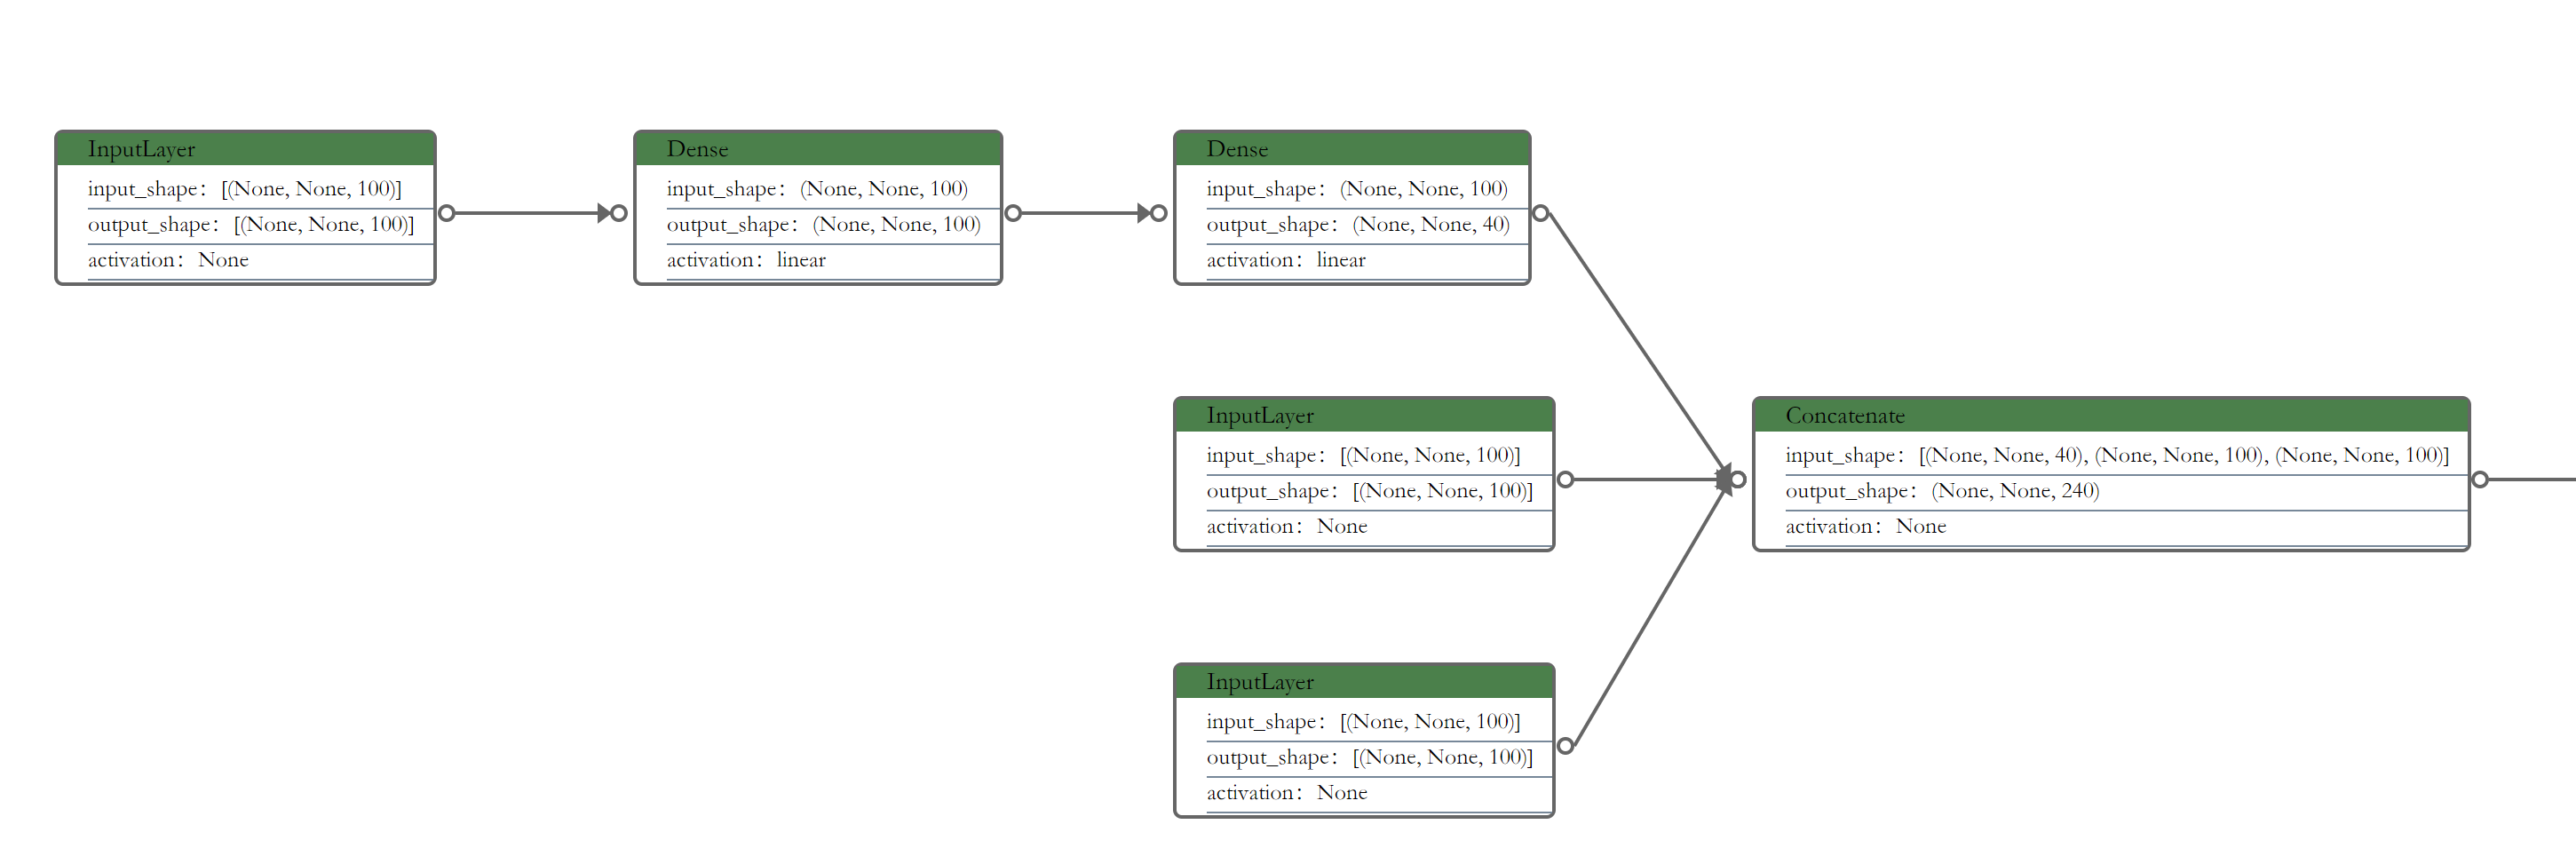 InputLayer
input_shape: [(None, None, 100)]
output_shape: [(None, None, 100)]
activation: None
Dense
input_shape: (None, None, 100)
output_shape: (None, None, 100)
activation: linear
Dense
input_shape: (None, None, 100)
output_shape: (None, None, 40)
activation: linear
InputLayer
input_shape: [(None, None, 100)]
output_shape: [(None, None, 100)]
activation: None
Concatenate
input_shape: [(None, None, 40), (None, None, 100), (None, None, 100)]
output_shape: (None, None, 240)
activation: None
InputLayer
input_shape: [(None, None, 100)]
output_shape: [(None, None, 100)]
activation: None